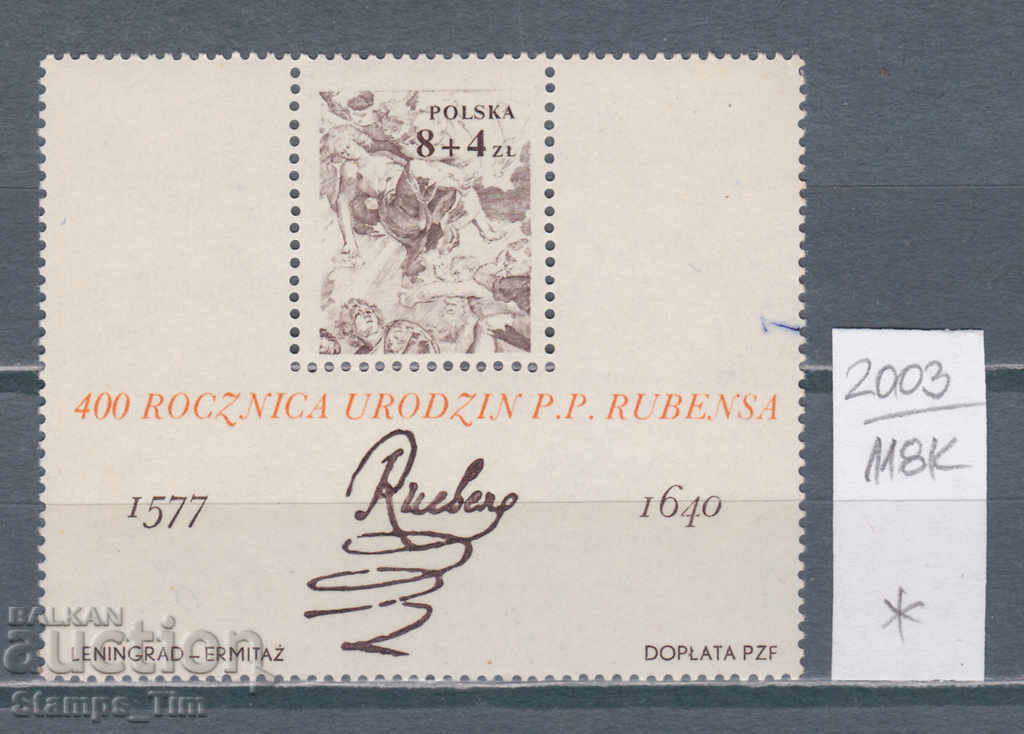 POLSKA
8+4 ZŁ
400 ROCZNICA URODZIN P.P. RUBENSA
1577
1640
LENINGRAD – ERMITAŻ
DOPŁATA PZF
2003
118K
*
BALKAN
auction
Stamps_Tim